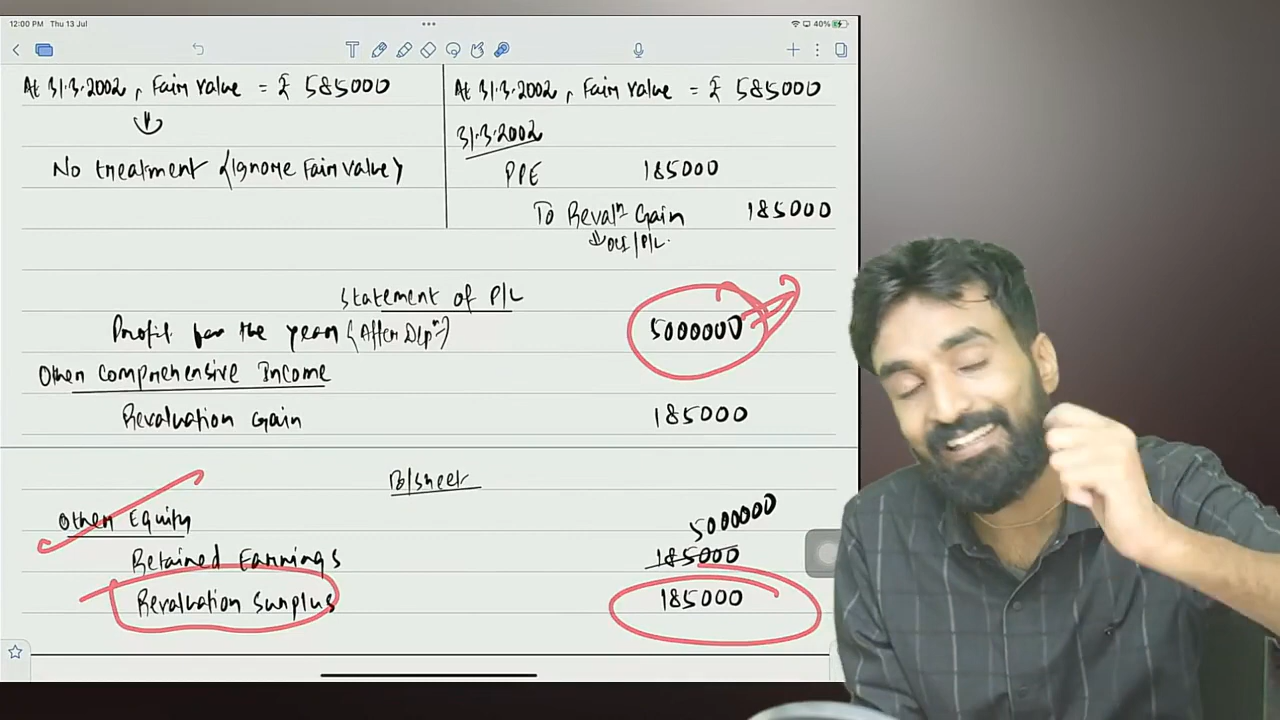 12:00 PM Thu 13 Jul
40%
At 31.3.2002, Fair Value = ₹ 585000
No treatment {Ignore Fair Value}
At 31.3.2002, Fair Value = ₹ 585000
31.3.2002
PPE 185000
To Revalⁿ Gain 185000
OCI/P/L.
Statement of P/L
Profit for the year (After Depⁿ) 5000000
Other Comprehensive Income
Revaluation Gain 185000
B/sheet
Other Equity
5000000
Retained Earnings 185000
Revaluation Surplus 185000